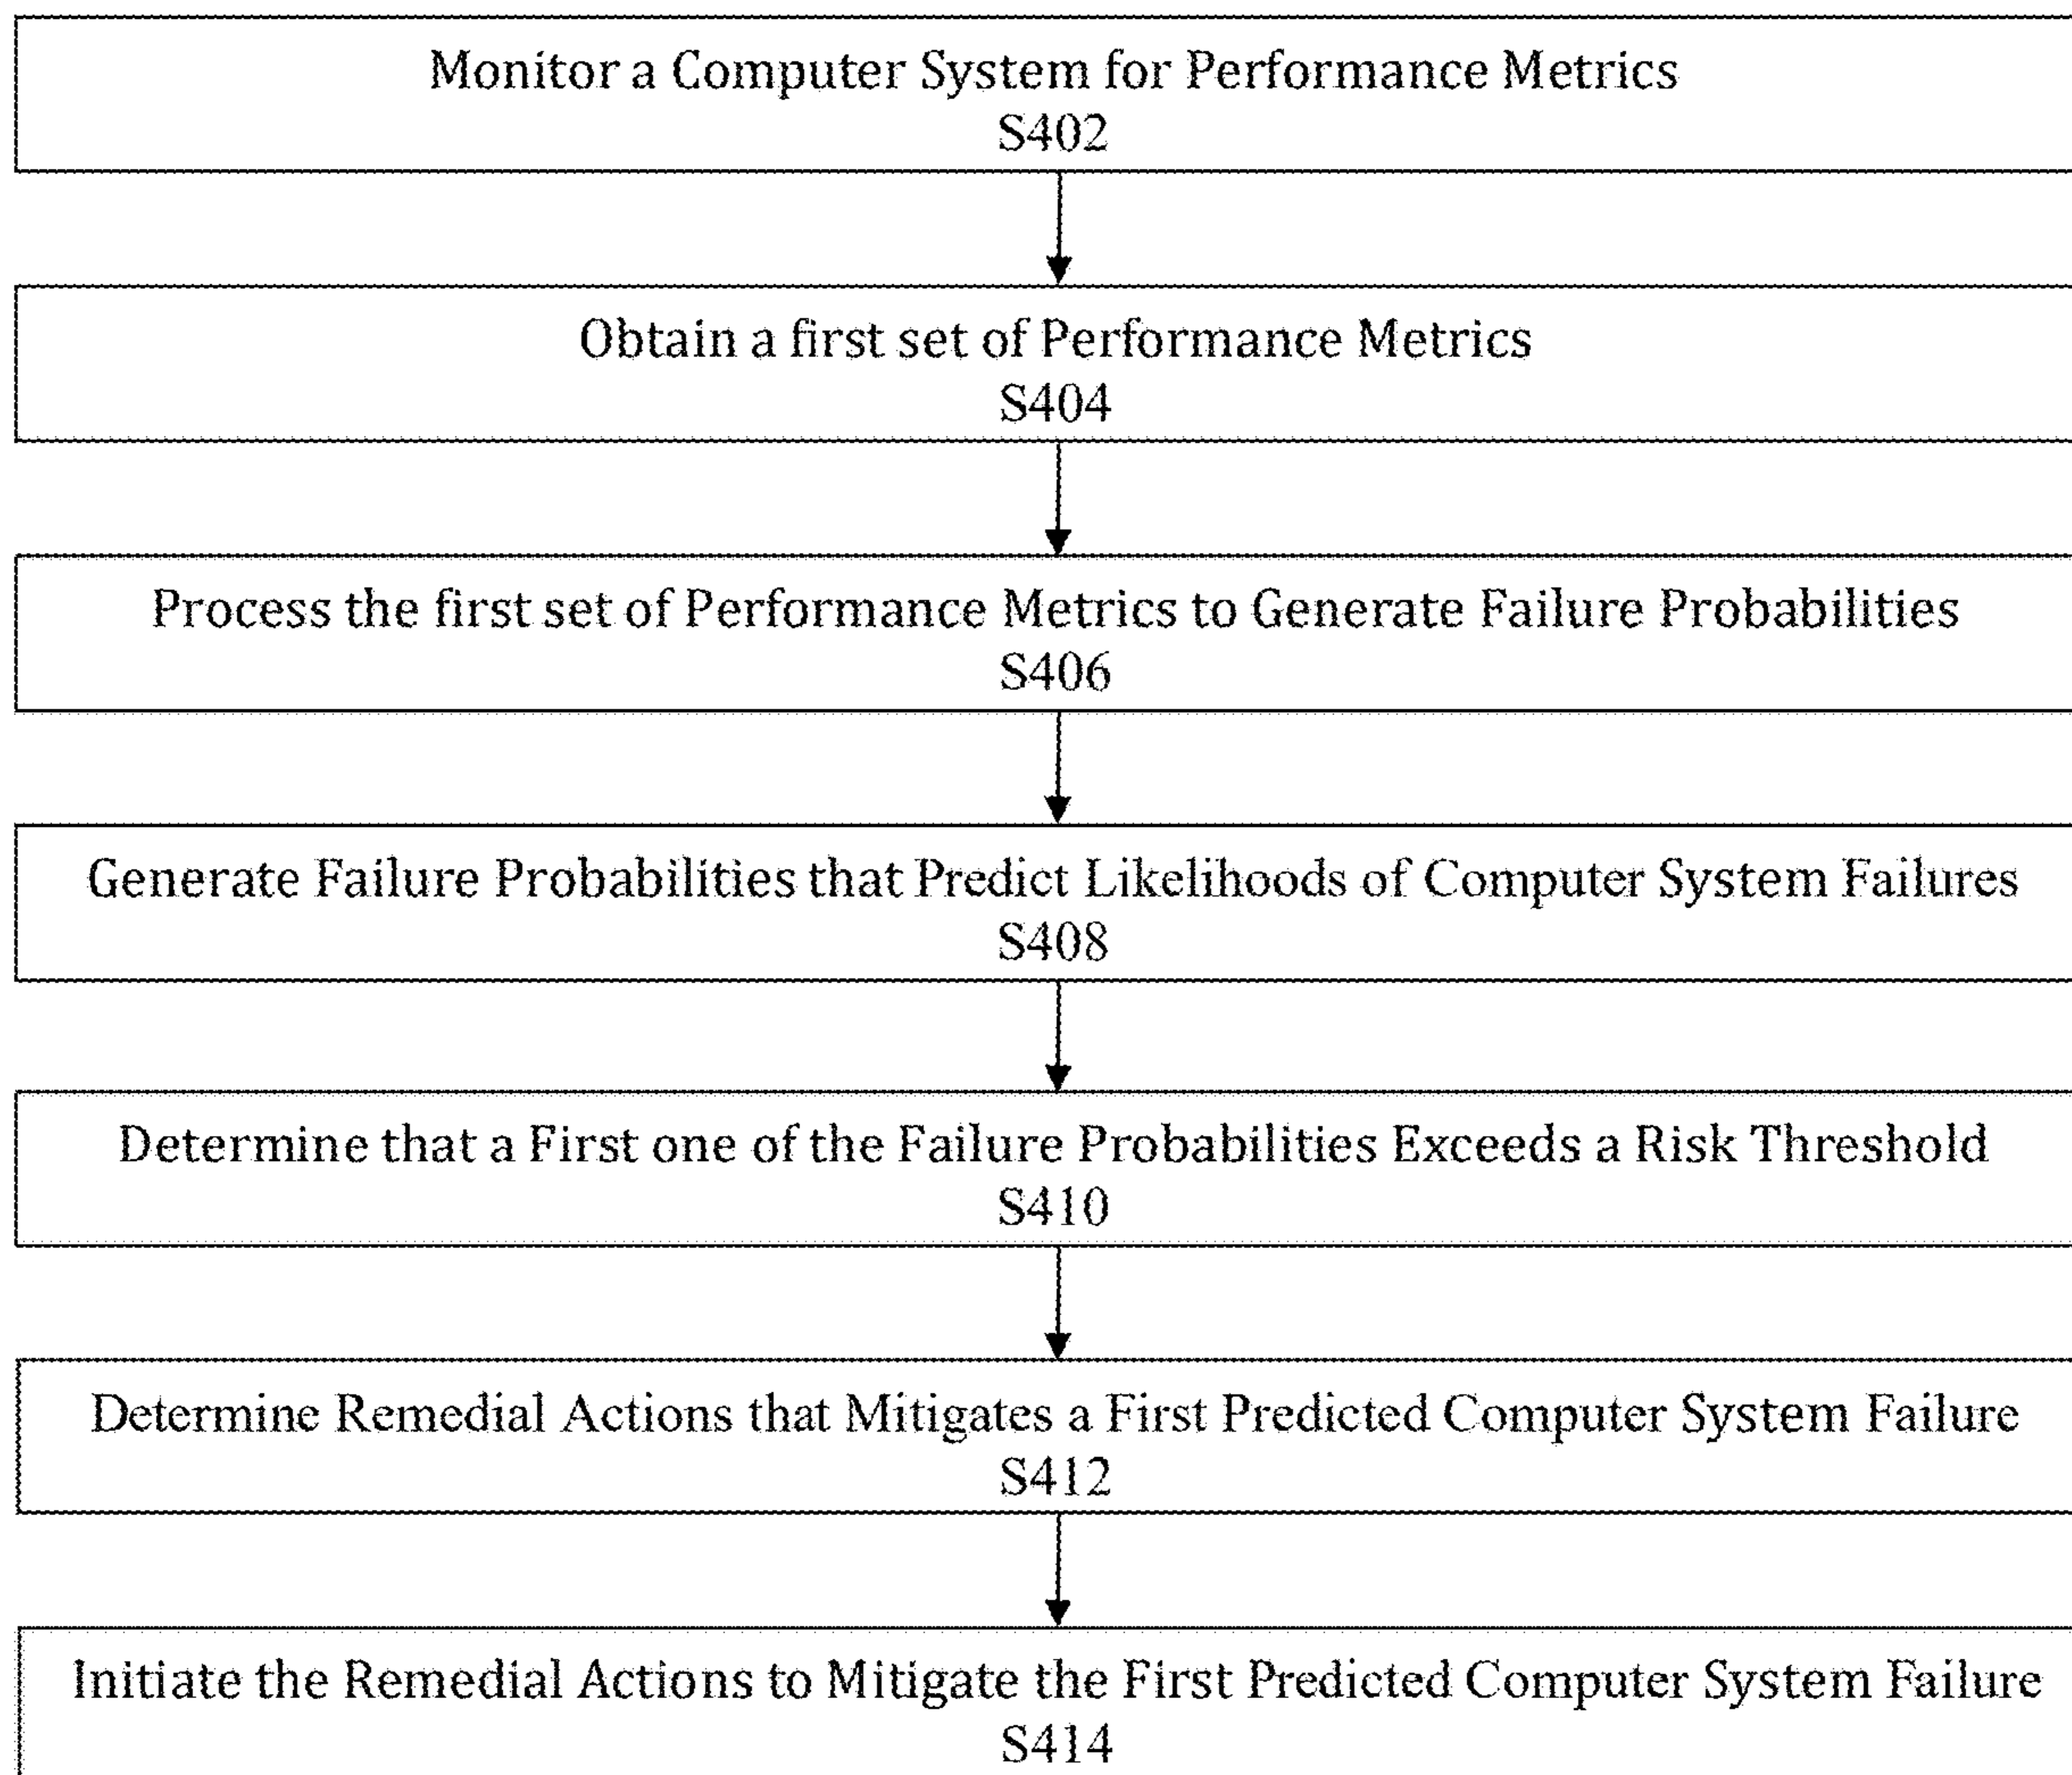 Monitor a Computer System for Performance Metrics
S402
Obtain a first set of Performance Metrics
S404
Process the first set of Performance Metrics to Generate Failure Probabilities
S406
Generate Failure Probabilities that Predict Likelihoods of Computer System Failures
S408
Determine that a First one of the Failure Probabilities Exceeds a Risk Threshold
S410
Determine Remedial Actions that Mitigates a First Predicted Computer System Failure
S412
Initiate the Remedial Actions to Mitigate the First Predicted Computer System Failure
S414